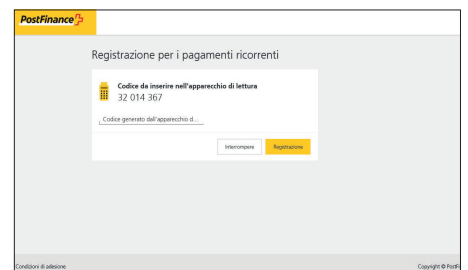 PostFinance
Registrazione per i pagamenti ricorrenti
Codice da inserire nell'apparecchio di lettura
32 014 367
Codice generato dall'apparecchio d...
Interrompere Registrazione
Condizioni di adesione Copyright © PostFi